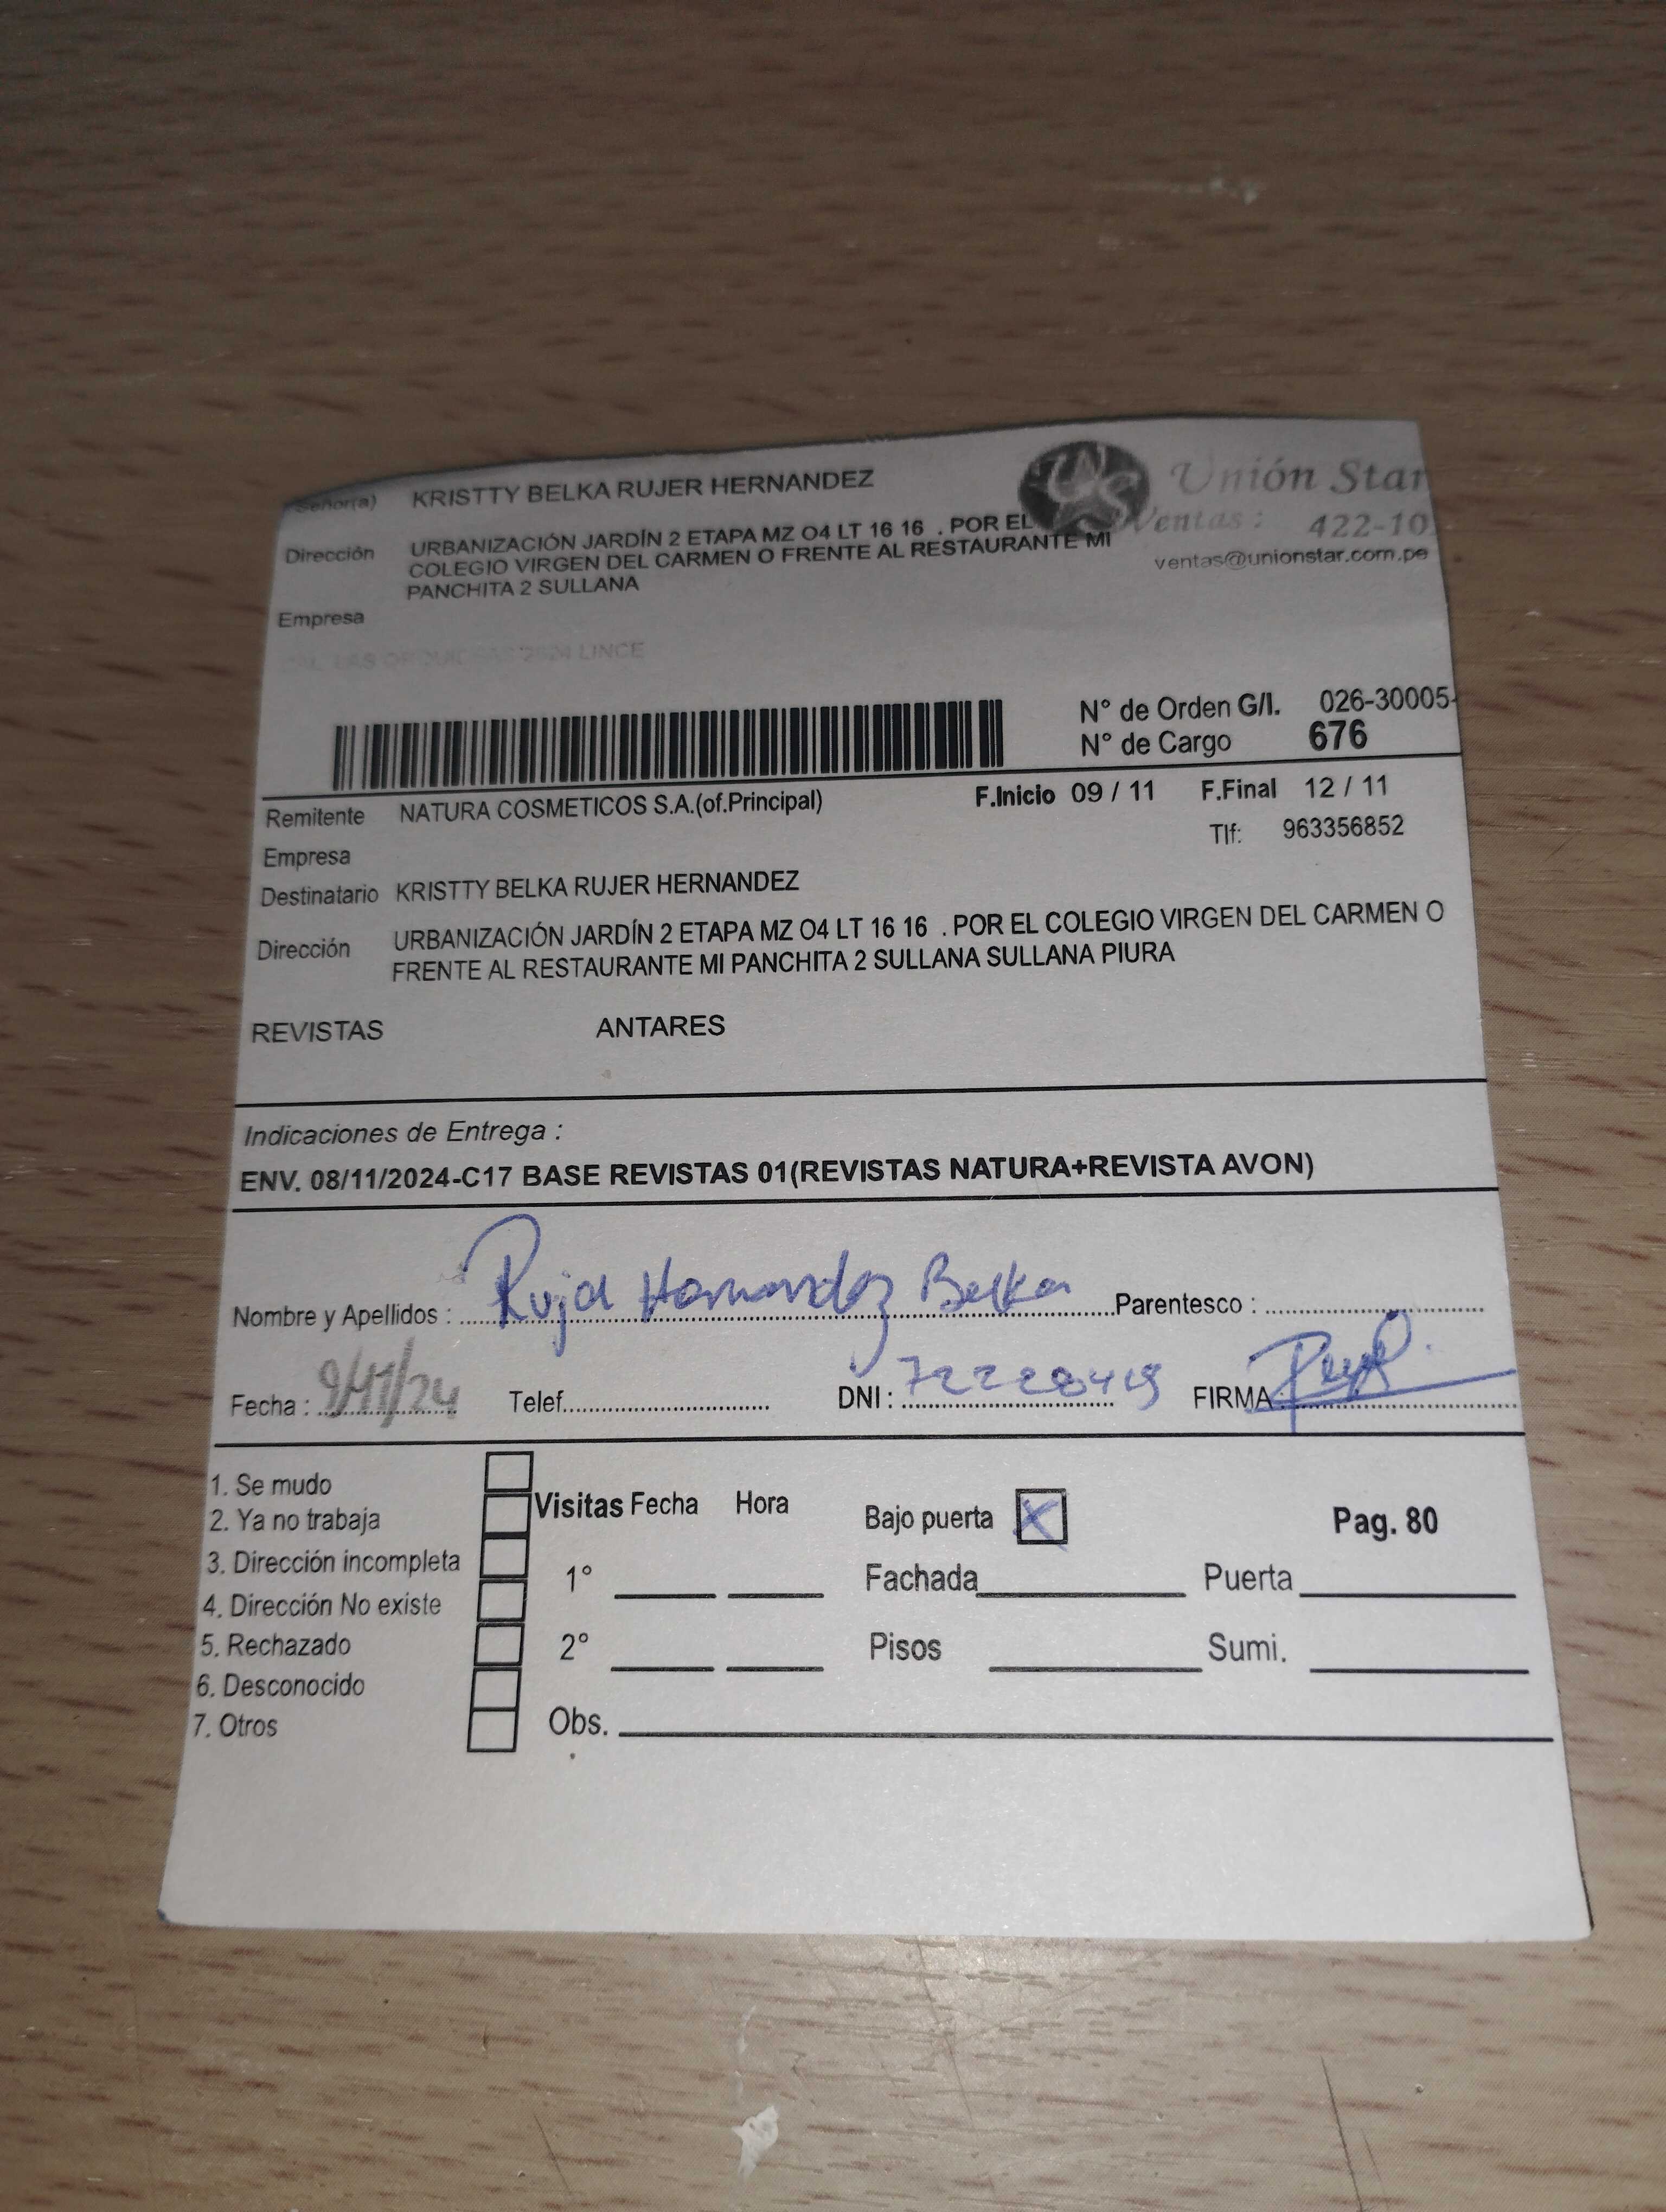 Señor(a) KRISTTY BELKA RUJER HERNANDEZ
Unión Star
Dirección URBANIZACIÓN JARDÍN 2 ETAPA MZ O4 LT 16 16 . POR EL
COLEGIO VIRGEN DEL CARMEN O FRENTE AL RESTAURANTE MI
PANCHITA 2 SULLANA
Ventas : 422-10
ventas@unionstar.com.pe
Empresa
LINCE
N° de Orden G/I. 026-30005-
N° de Cargo 676
Remitente NATURA COSMETICOS S.A.(of.Principal) F.Inicio 09 / 11 F.Final 12 / 11
Empresa Tlf: 963356852
Destinatario KRISTTY BELKA RUJER HERNANDEZ
Dirección URBANIZACIÓN JARDÍN 2 ETAPA MZ O4 LT 16 16 . POR EL COLEGIO VIRGEN DEL CARMEN O
FRENTE AL RESTAURANTE MI PANCHITA 2 SULLANA SULLANA PIURA
REVISTAS ANTARES
Indicaciones de Entrega :
ENV. 08/11/2024-C17 BASE REVISTAS 01(REVISTAS NATURA+REVISTA AVON)
Nombre y Apellidos : Hernandez Belka Parentesco :
Fecha : 9/11/24 Telef. DNI : 72228419 FIRMA
1. Se mudo
2. Ya no trabaja
3. Dirección incompleta
4. Dirección No existe
5. Rechazado
6. Desconocido
7. Otros
Visitas Fecha Hora Bajo puerta X Pag. 80
1° Fachada Puerta
2° Pisos Sumi.
Obs.